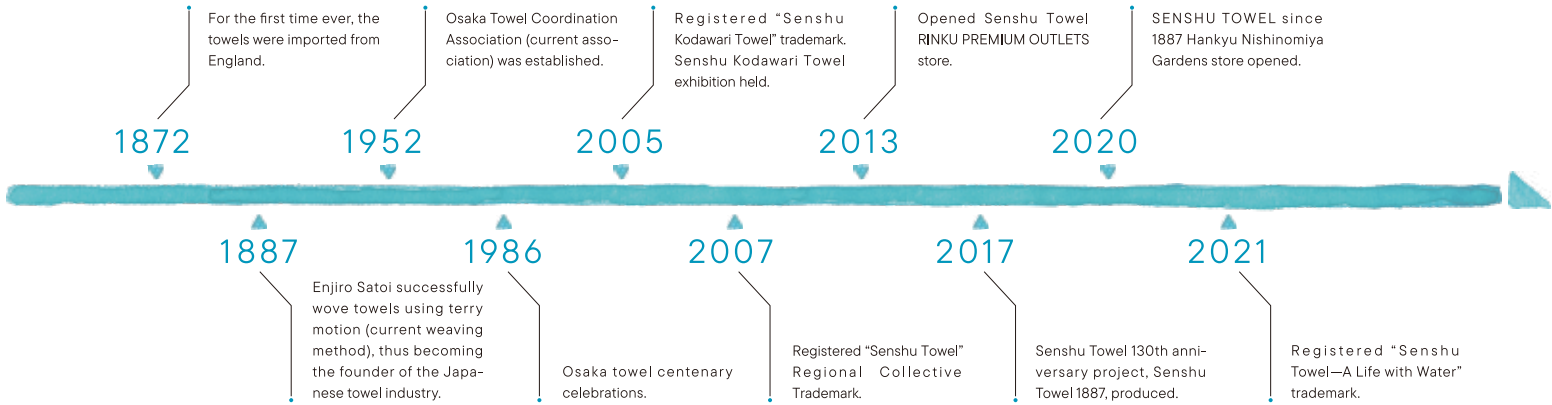 For the first time ever, the
towels were imported from
England.
1872
Enjiro Satoi successfully
wove towels using terry
motion (current weaving
method), thus becoming
the founder of the Japa-
nese towel industry.
1887
Osaka Towel Coordination
Association (current asso-
ciation) was established.
1952
Osaka towel centenary
celebrations.
1986
Registered “Senshu
Kodawari Towel” trademark.
Senshu Kodawari Towel
exhibition held.
2005
Registered “Senshu Towel”
Regional Collective
Trademark.
2007
Opened Senshu Towel
RINKU PREMIUM OUTLETS
store.
2013
Senshu Towel 130th anni-
versary project, Senshu
Towel 1887, produced.
2017
SENSHU TOWEL since
1887 Hankyu Nishinomiya
Gardens store opened.
2020
Registered “Senshu
Towel—A Life with Water”
trademark.
2021